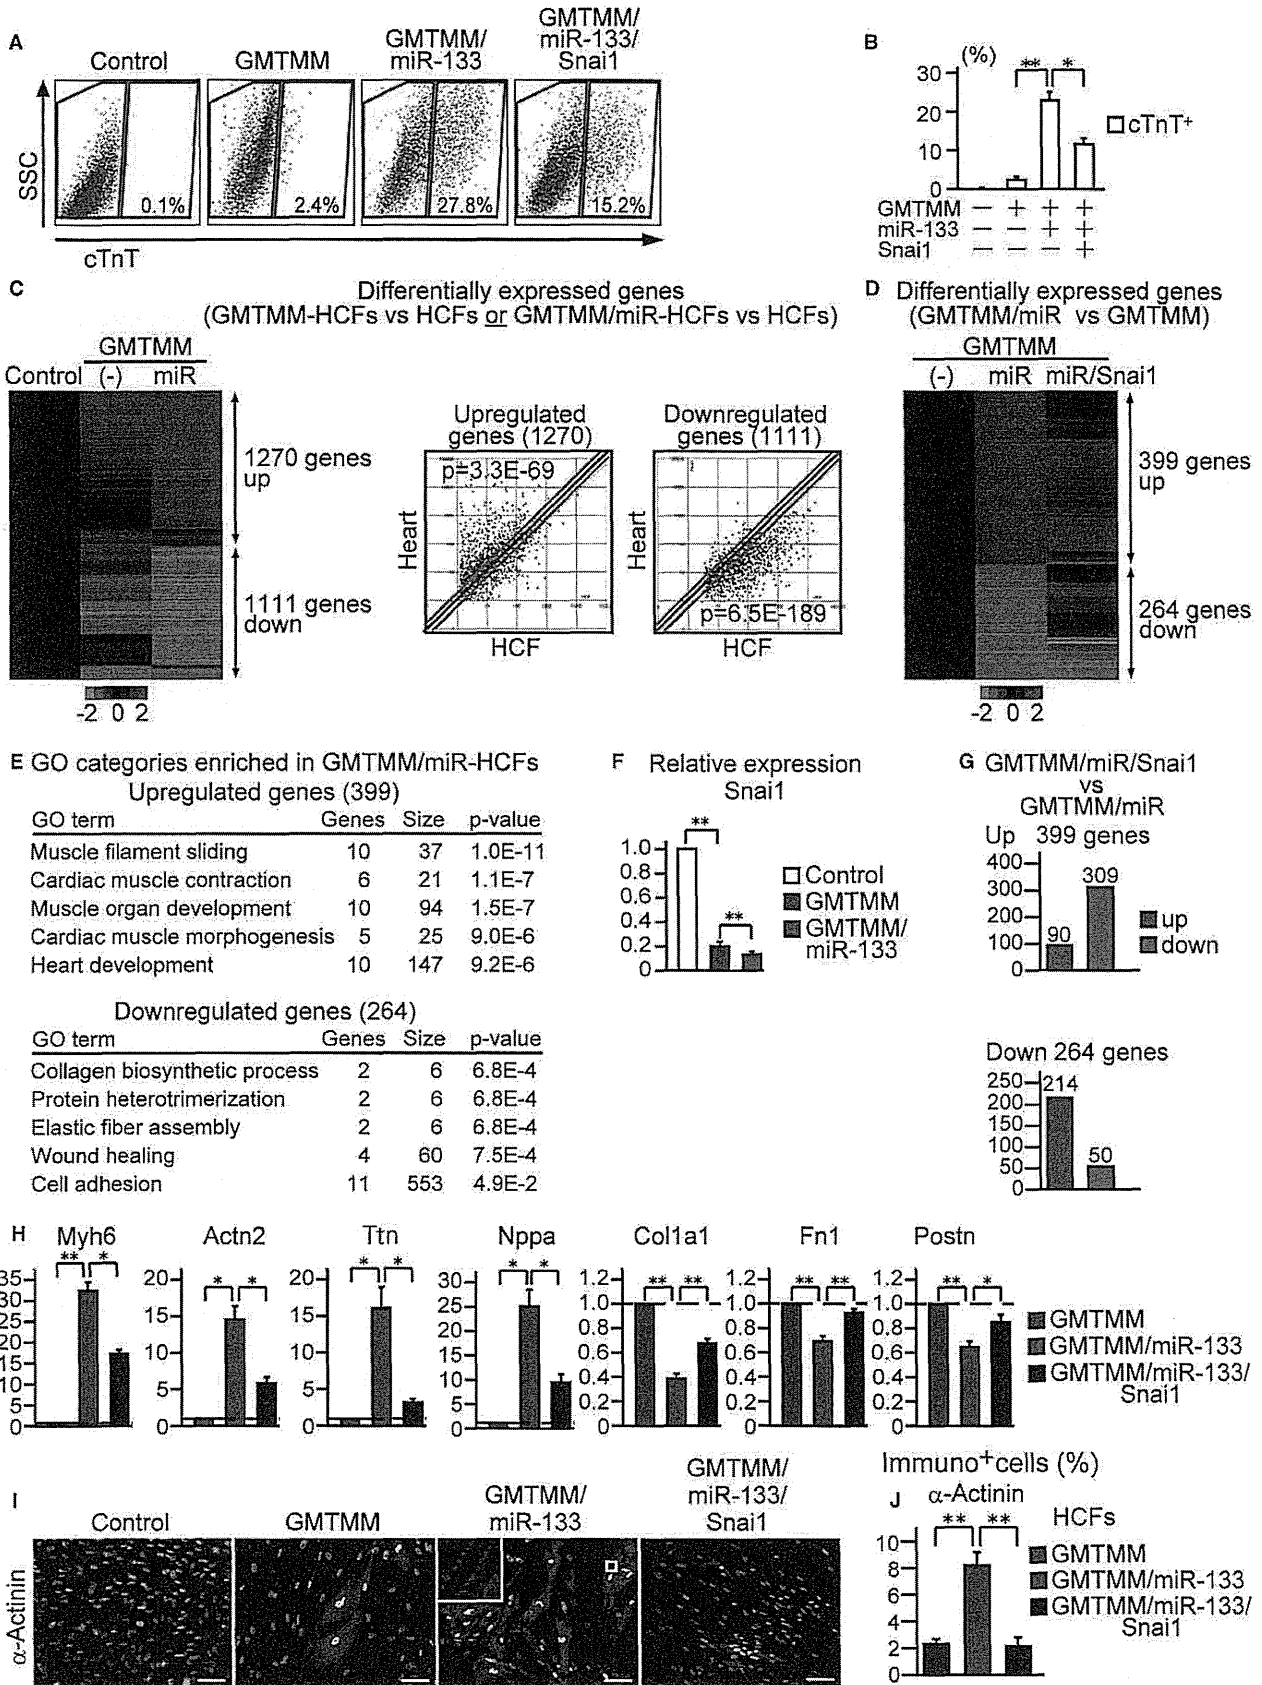 A
Control
GMTMM
GMTMM/
miR-133
GMTMM/
miR-133/
Snai1
SSC
0.1%
2.4%
27.8%
15.2%
cTnT
B
(%)
30
20
10
0
** *
cTnT+
GMTMM — + + +
miR-133 — — + +
Snai1 — — — +
C
Differentially expressed genes
(GMTMM-HCFs vs HCFs or GMTMM/miR-HCFs vs HCFs)
GMTMM
Control (-) miR
1270 genes
up
1111 genes
down
-2 0 2
Upregulated
genes (1270)
p=3.3E-69
Heart
HCF
Downregulated
genes (1111)
p=6.5E-189
Heart
HCF
D Differentially expressed genes
(GMTMM/miR vs GMTMM)
GMTMM
(-) miR miR/Snai1
399 genes
up
264 genes
down
-2 0 2
E GO categories enriched in GMTMM/miR-HCFs
Upregulated genes (399)
GO term Genes Size p-value
Muscle filament sliding 10 37 1.0E-11
Cardiac muscle contraction 6 21 1.1E-7
Muscle organ development 10 94 1.5E-7
Cardiac muscle morphogenesis 5 25 9.0E-6
Heart development 10 147 9.2E-6
Downregulated genes (264)
GO term Genes Size p-value
Collagen biosynthetic process 2 6 6.8E-4
Protein heterotrimerization 2 6 6.8E-4
Elastic fiber assembly 2 6 6.8E-4
Wound healing 4 60 7.5E-4
Cell adhesion 11 553 4.9E-2
F Relative expression
Snai1
**
**
1.0
0.8
0.6
0.4
0.2
0
Control
GMTMM
GMTMM/
miR-133
G GMTMM/miR/Snai1
vs
GMTMM/miR
Up 399 genes
400
300
200
100
0
90
309
up
down
Down 264 genes
250
200
150
100
50
0
214
50
H
Myh6
** *
35
30
25
20
15
10
5
0
Actn2
* *
20
15
10
5
0
Ttn
* *
20
15
10
5
0
Nppa
* *
30
25
20
15
10
5
0
Col1a1
** **
1.2
1.0
0.8
0.6
0.4
0.2
0
Fn1
** **
1.2
1.0
0.8
0.6
0.4
0.2
0
Postn
** *
1.2
1.0
0.8
0.6
0.4
0.2
0
GMTMM
GMTMM/miR-133
GMTMM/miR-133/
Snai1
I
Control
GMTMM
GMTMM/
miR-133
GMTMM/
miR-133/
Snai1
α-Actinin
Immuno+cells (%)
J
α-Actinin
** **
HCFs
10
8
6
4
2
0
GMTMM
GMTMM/miR-133
GMTMM/miR-133/
Snai1